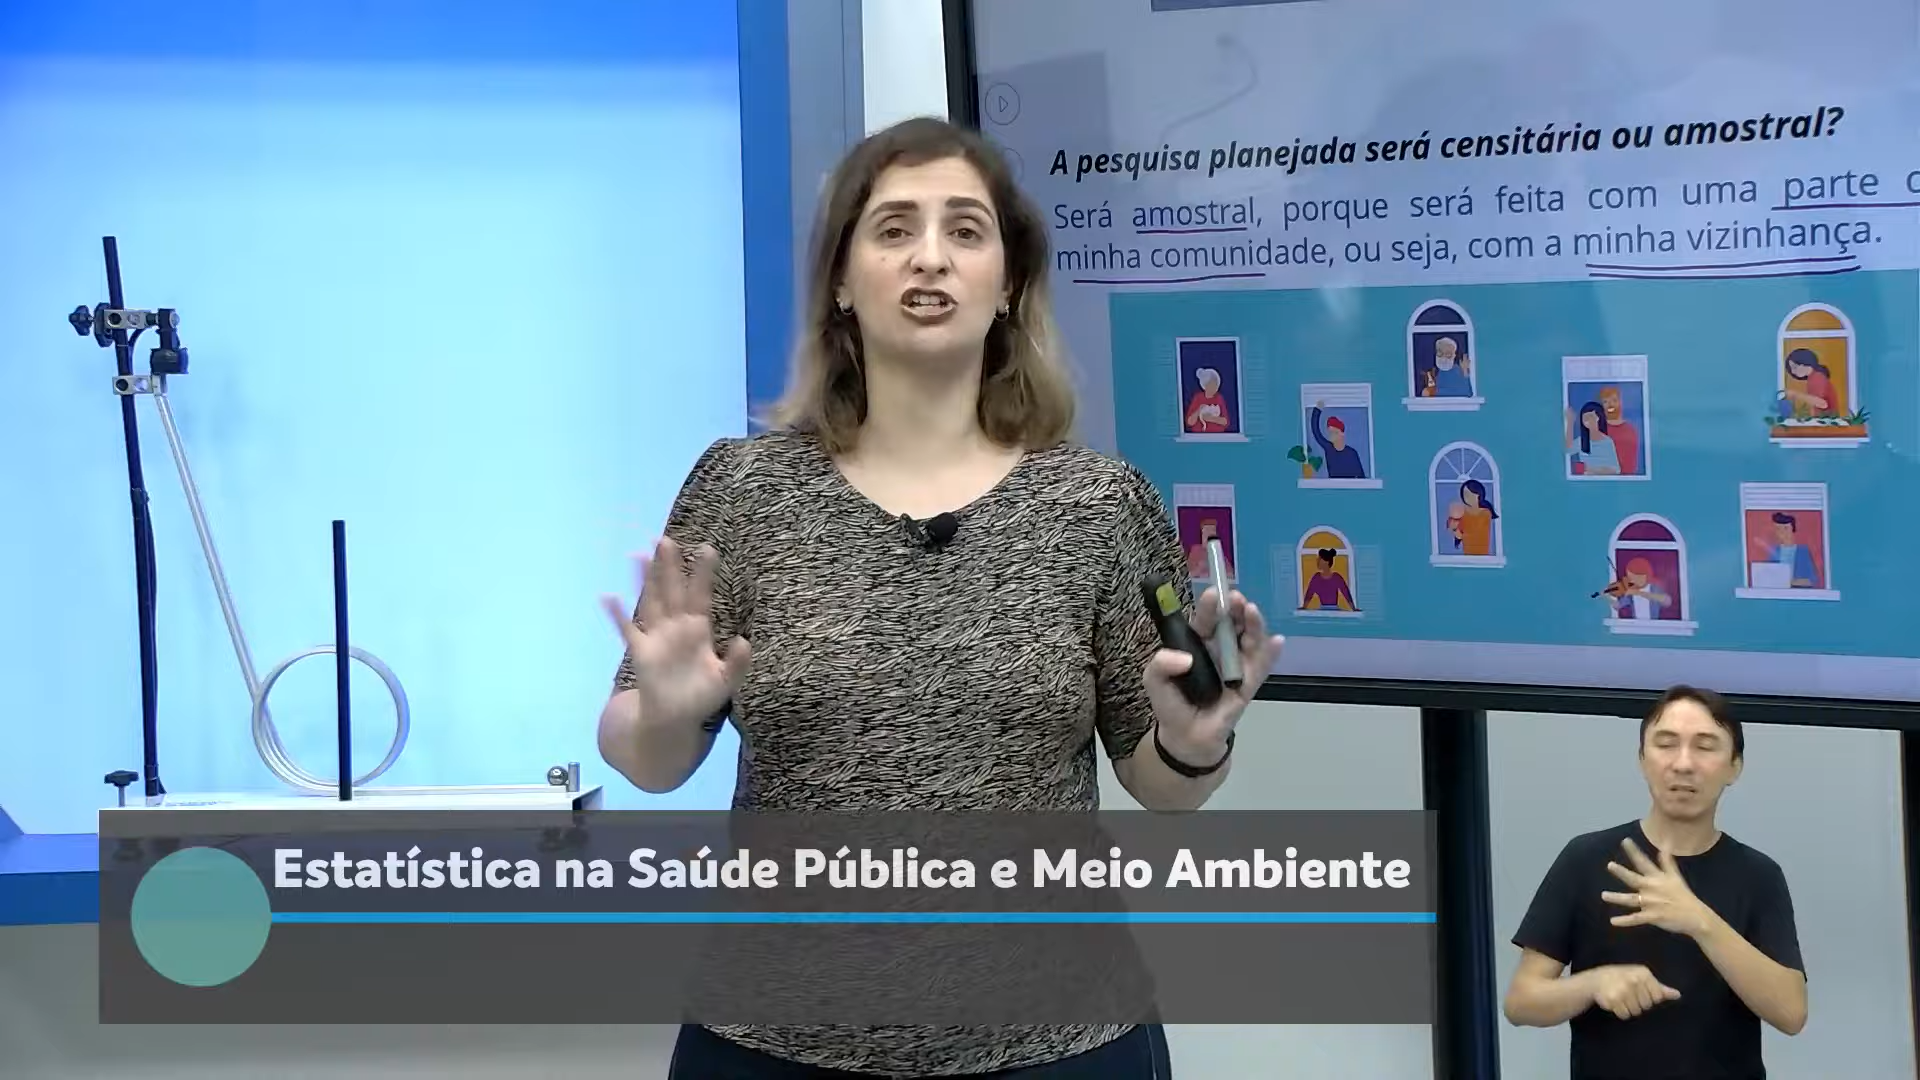 A pesquisa planejada será censitária ou amostral?
Será amostral, porque será feita com uma parte
minha comunidade, ou seja, com a minha vizinhança.
Estatística na Saúde Pública e Meio Ambiente